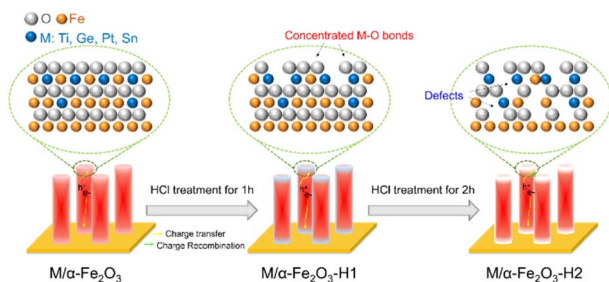 O Fe
M: Ti, Ge, Pt, Sn
Concentrated M-O bonds
Defects
h+
e-
HCl treatment for 1h
h+
e-
HCl treatment for 2h
h+
e-
Charge transfer
Charge Recombination
M/α-Fe₂O₃
M/α-Fe₂O₃-H1
M/α-Fe₂O₃-H2